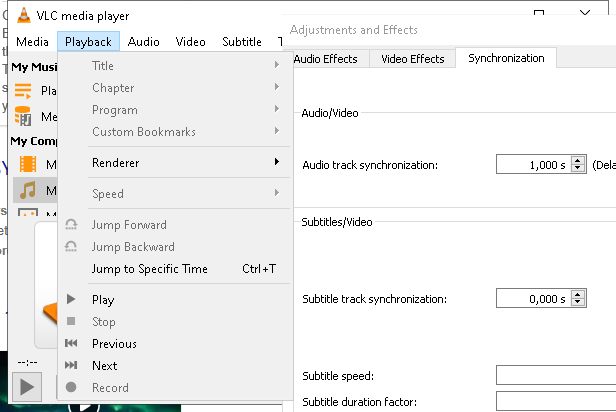 VLC media player
Media Playback Audio Video Subtitle
My Musi
Pla
Me
My Comp
M
M
Title
Chapter
Program
Custom Bookmarks
Renderer
Speed
Jump Forward
Jump Backward
Jump to Specific Time Ctrl+T
Play
Stop
Previous
Next
Record
--:--
Adjustments and Effects
Audio Effects Video Effects Synchronization
Audio/Video
Audio track synchronization: 1,000 s (Dela
Subtitles/Video
Subtitle track synchronization: 0,000 s
Subtitle speed:
Subtitle duration factor: